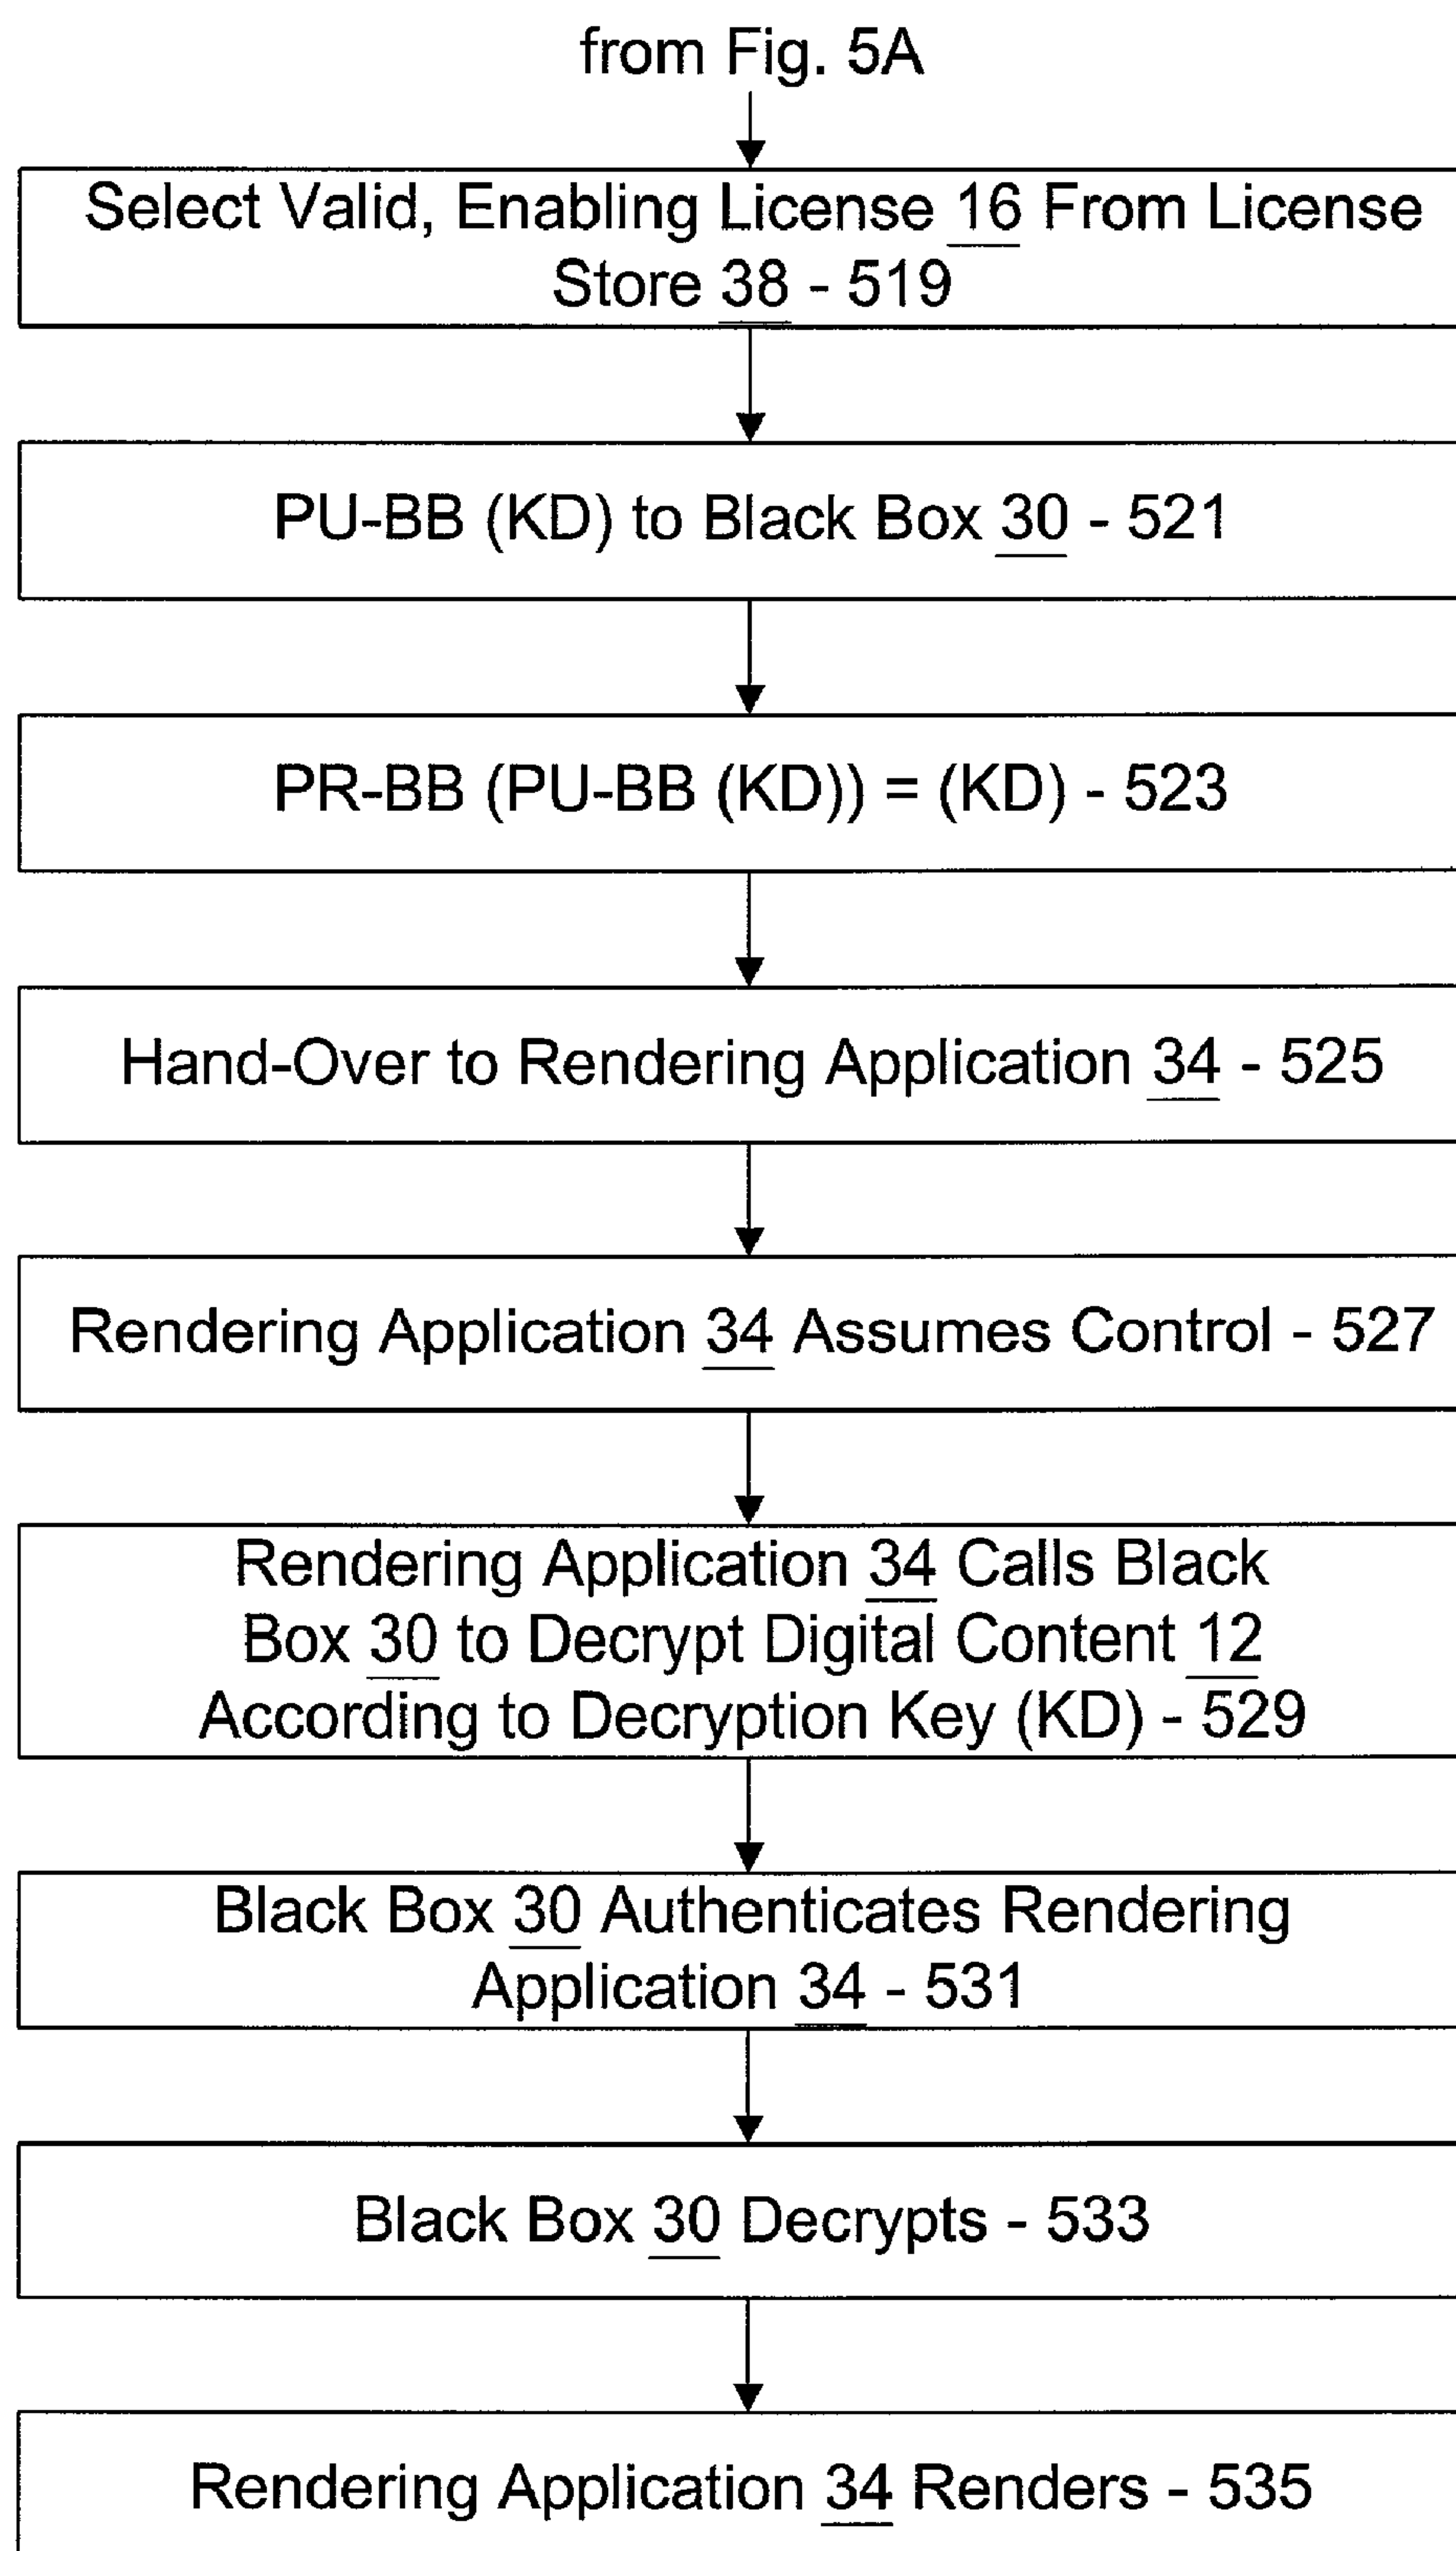 from Fig. 5A
Select Valid, Enabling License 16 From License
Store 38 - 519
PU-BB (KD) to Black Box 30 - 521
PR-BB (PU-BB (KD)) = (KD) - 523
Hand-Over to Rendering Application 34 - 525
Rendering Application 34 Assumes Control - 527
Rendering Application 34 Calls Black
Box 30 to Decrypt Digital Content 12
According to Decryption Key (KD) - 529
Black Box 30 Authenticates Rendering
Application 34 - 531
Black Box 30 Decrypts - 533
Rendering Application 34 Renders - 535